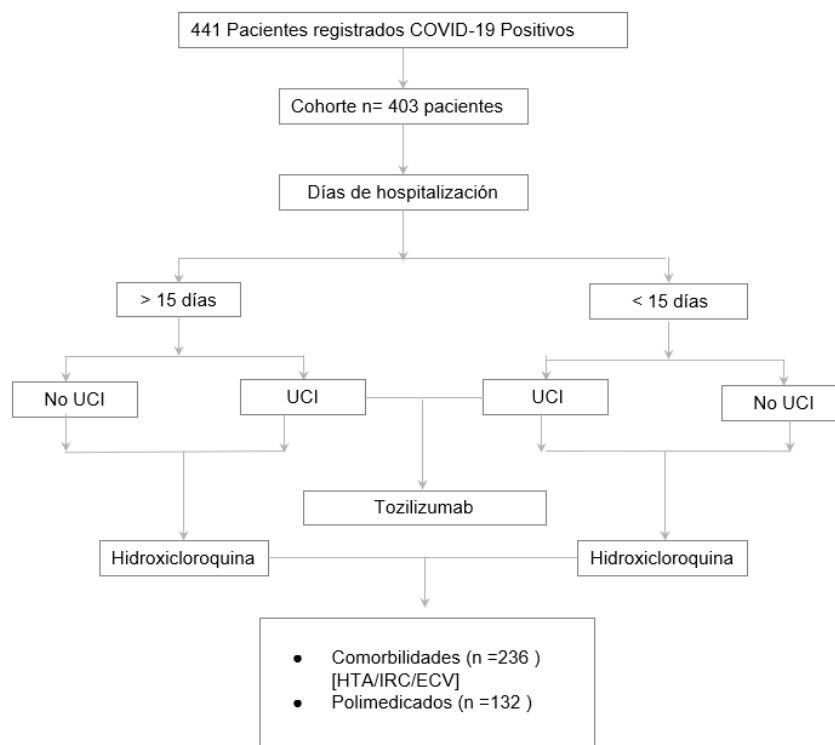 441 Pacientes registrados COVID-19 Positivos
Cohorte n= 403 pacientes
Días de hospitalización
> 15 días
< 15 días
No UCI
UCI
UCI
No UCI
Tozilizumab
Hidroxicloroquina
Hidroxicloroquina
● Comorbilidades (n =236 )
[HTA/IRC/ECV]
● Polimedicados (n =132 )